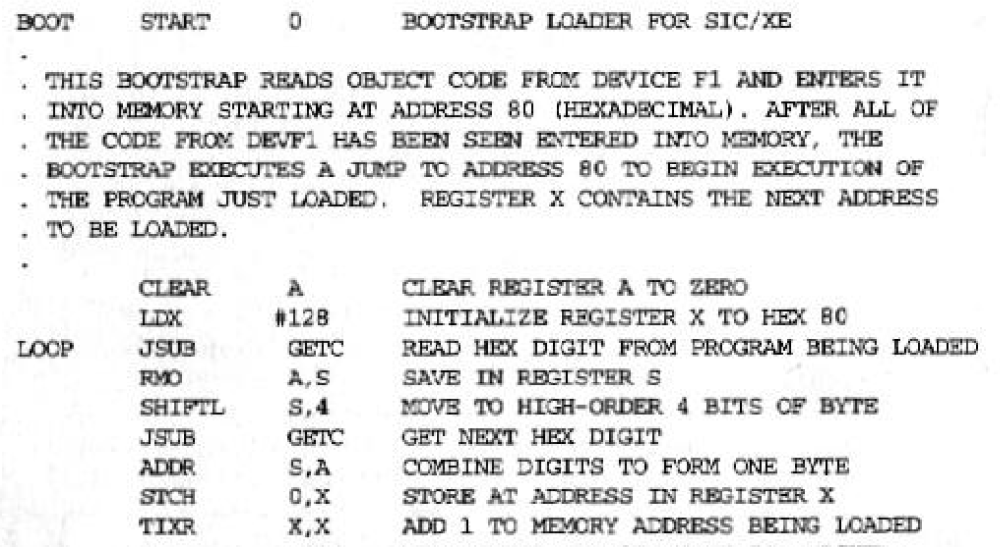 BOOT START 0 BOOTSTRAP LOADER FOR SIC/XE
.
. THIS BOOTSTRAP READS OBJECT CODE FROM DEVICE F1 AND ENTERS IT
. INTO MEMORY STARTING AT ADDRESS 80 (HEXADECIMAL). AFTER ALL OF
. THE CODE FROM DEVF1 HAS BEEN SEEN ENTERED INTO MEMORY, THE
. BOOTSTRAP EXECUTES A JUMP TO ADDRESS 80 TO BEGIN EXECUTION OF
. THE PROGRAM JUST LOADED. REGISTER X CONTAINS THE NEXT ADDRESS
. TO BE LOADED.
.
CLEAR A CLEAR REGISTER A TO ZERO
LDX #128 INITIALIZE REGISTER X TO HEX 80
LOOP JSUB GETC READ HEX DIGIT FROM PROGRAM BEING LOADED
RMO A,S SAVE IN REGISTER S
SHIFTL S,4 MOVE TO HIGH-ORDER 4 BITS OF BYTE
JSUB GETC GET NEXT HEX DIGIT
ADDR S,A COMBINE DIGITS TO FORM ONE BYTE
STCH 0,X STORE AT ADDRESS IN REGISTER X
TIXR X,X ADD 1 TO MEMORY ADDRESS BEING LOADED